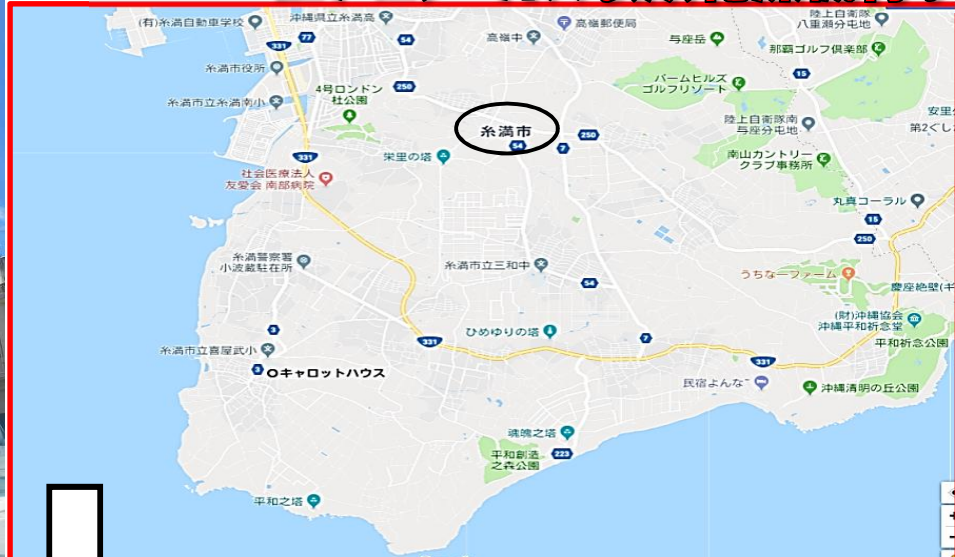 (有)糸満自動車学校
沖縄県立糸満高
高嶺郵便局
陸上自衛隊
八重瀬分屯地
77
54
高嶺中
与座岳
那覇ゴルフ倶楽部
331
糸満市役所
15
4号ロンドン
杜公園
250
パームヒルズ
ゴルフリゾート
糸満市立糸満南小
糸満市
陸上自衛隊南
与座分屯地
安里
第2ぐし
54
7
250
331
栄里の塔
南山カントリー
クラブ事務所
社会医療法人
友愛会 南部病院
丸真コーラル
15
250
糸満警察署
小波蔵駐在所
糸満市立三和中
うちなーファーム
54
慶座絶壁(ギ
(財)沖縄協会
沖縄平和祈念堂
3
ひめゆりの塔
7
331
平和祈念公園
糸満市立喜屋武小
331
3
キャロットハウス
民宿よんなー
沖縄清明の丘公園
魂魄之塔
平和創造
之森公園
223
平和之塔